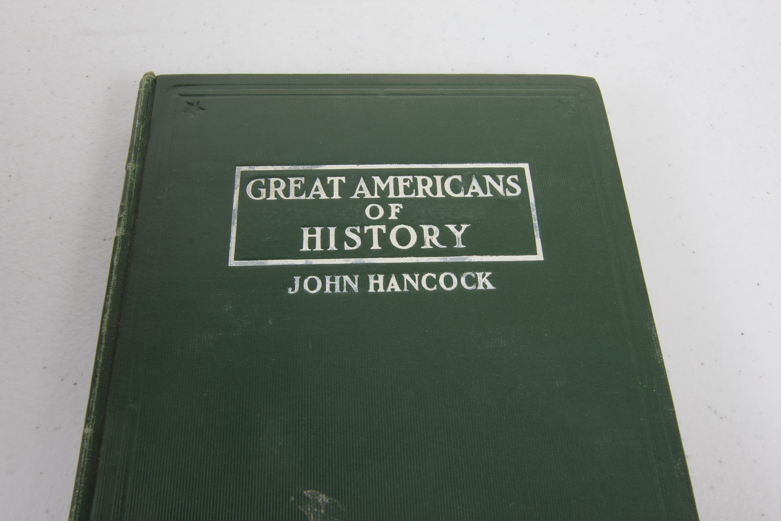 GREAT AMERICANS
OF
HISTORY
JOHN HANCOCK